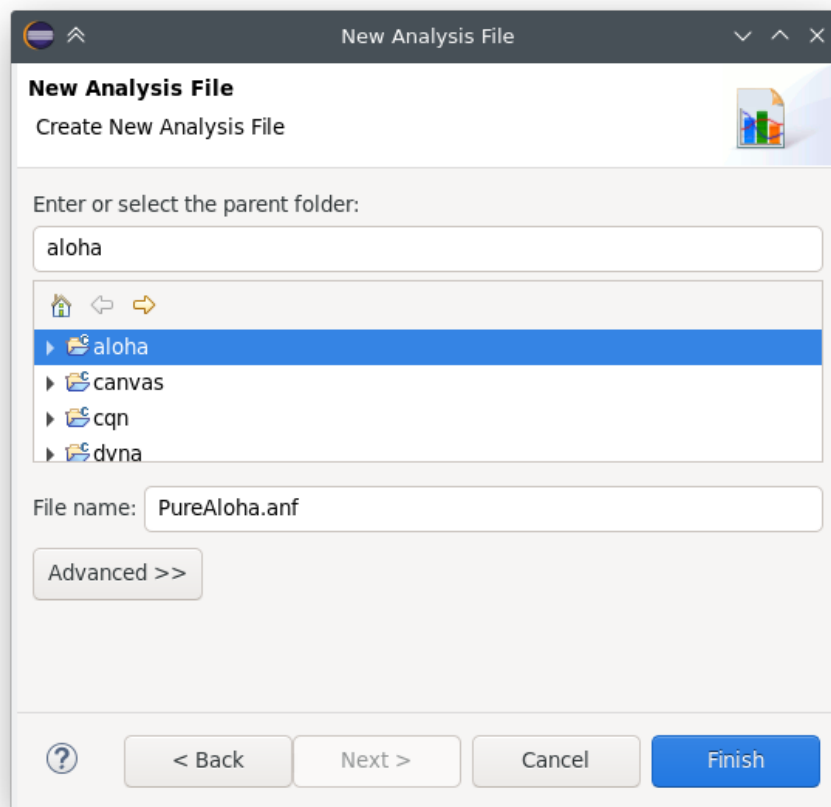 New Analysis File
New Analysis File
Create New Analysis File
Enter or select the parent folder:
aloha
aloha
canvas
cqn
dyna
File name: PureAloha.anf
Advanced >>
? < Back Next > Cancel Finish